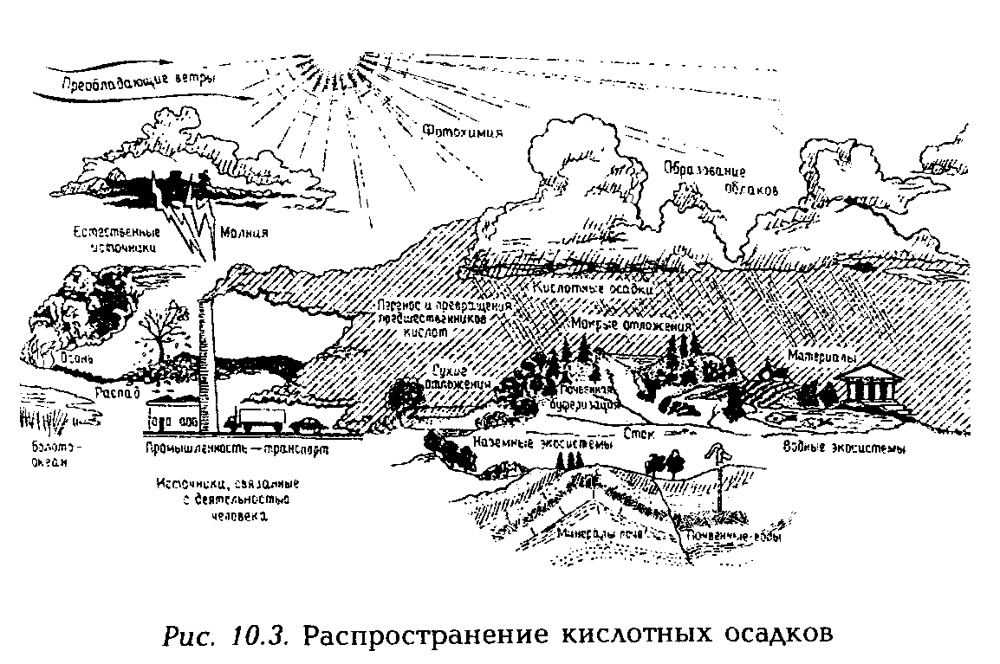 Преобладающие ветры
Фотохимия
Образование
облаков
Естественные
источники
Молния
Кислотные осадки
Перенос и превращения
предшественников
кислот
Мокрые отложения
Материалы
Огонь
Сухие
отложения
Распад
Почвенная
буферизация
Сток
Болото-
океан
Промышленность — транспорт
Наземные экосистемы
Водные экосистемы
Источники, связанные
с деятельностью
человека
Минералы почв
Почвенные воды
Рис. 10.3. Распространение кислотных осадков